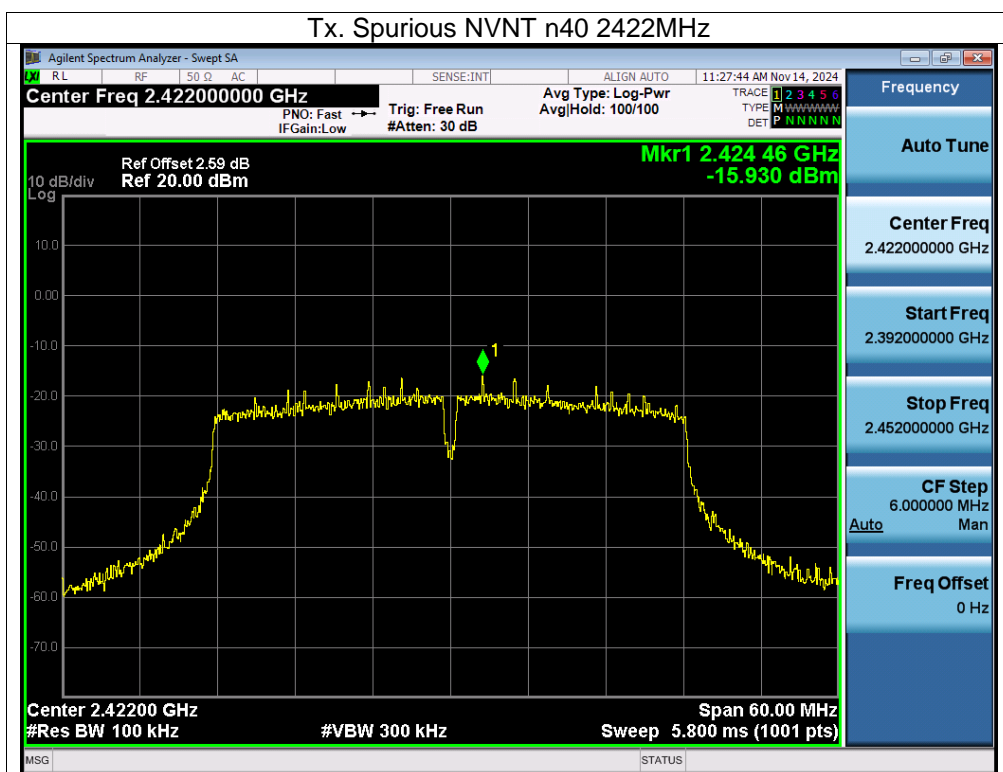 Tx. Spurious NVNT n40 2422MHz
Agilent Spectrum Analyzer - Swept SA
LXI RL RF 50 Ω AC SENSE:INT ALIGN AUTO 11:27:44 AM Nov 14, 2024
Center Freq 2.422000000 GHz
PNO: Fast
IFGain:Low
Trig: Free Run
#Atten: 30 dB
Avg Type: Log-Pwr
Avg|Hold: 100/100
TRACE 1 2 3 4 5 6
TYPE M WWWWW
DET P N N N N N
Mkr1 2.424 46 GHz
-15.930 dBm
Ref Offset 2.59 dB
10 dB/div Ref 20.00 dBm
Log
10.0
0.00
-10.0
-20.0
-30.0
-40.0
-50.0
-60.0
-70.0
1
Center 2.42200 GHz Span 60.00 MHz
#Res BW 100 kHz #VBW 300 kHz Sweep 5.800 ms (1001 pts)
MSG STATUS
Frequency
Auto Tune
Center Freq
2.422000000 GHz
Start Freq
2.392000000 GHz
Stop Freq
2.452000000 GHz
CF Step
6.000000 MHz
Auto Man
Freq Offset
0 Hz